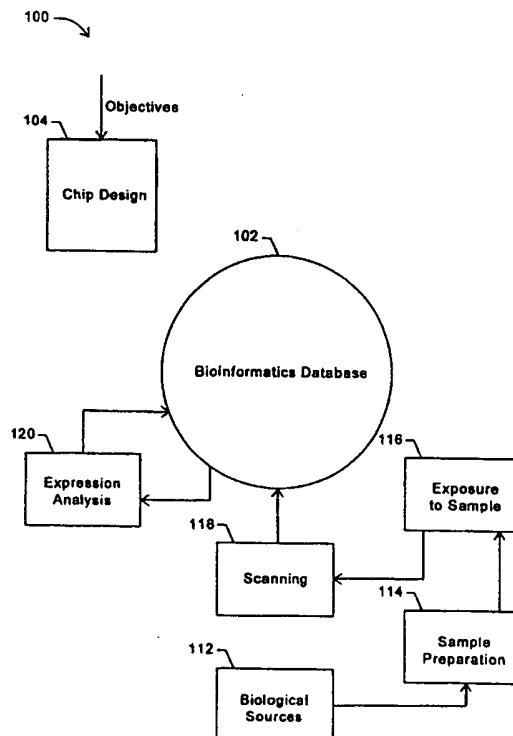 100
Objectives
104
Chip Design
102
Bioinformatics Database
120
Expression
Analysis
116
Exposure
to Sample
118
Scanning
114
Sample
Preparation
112
Biological
Sources